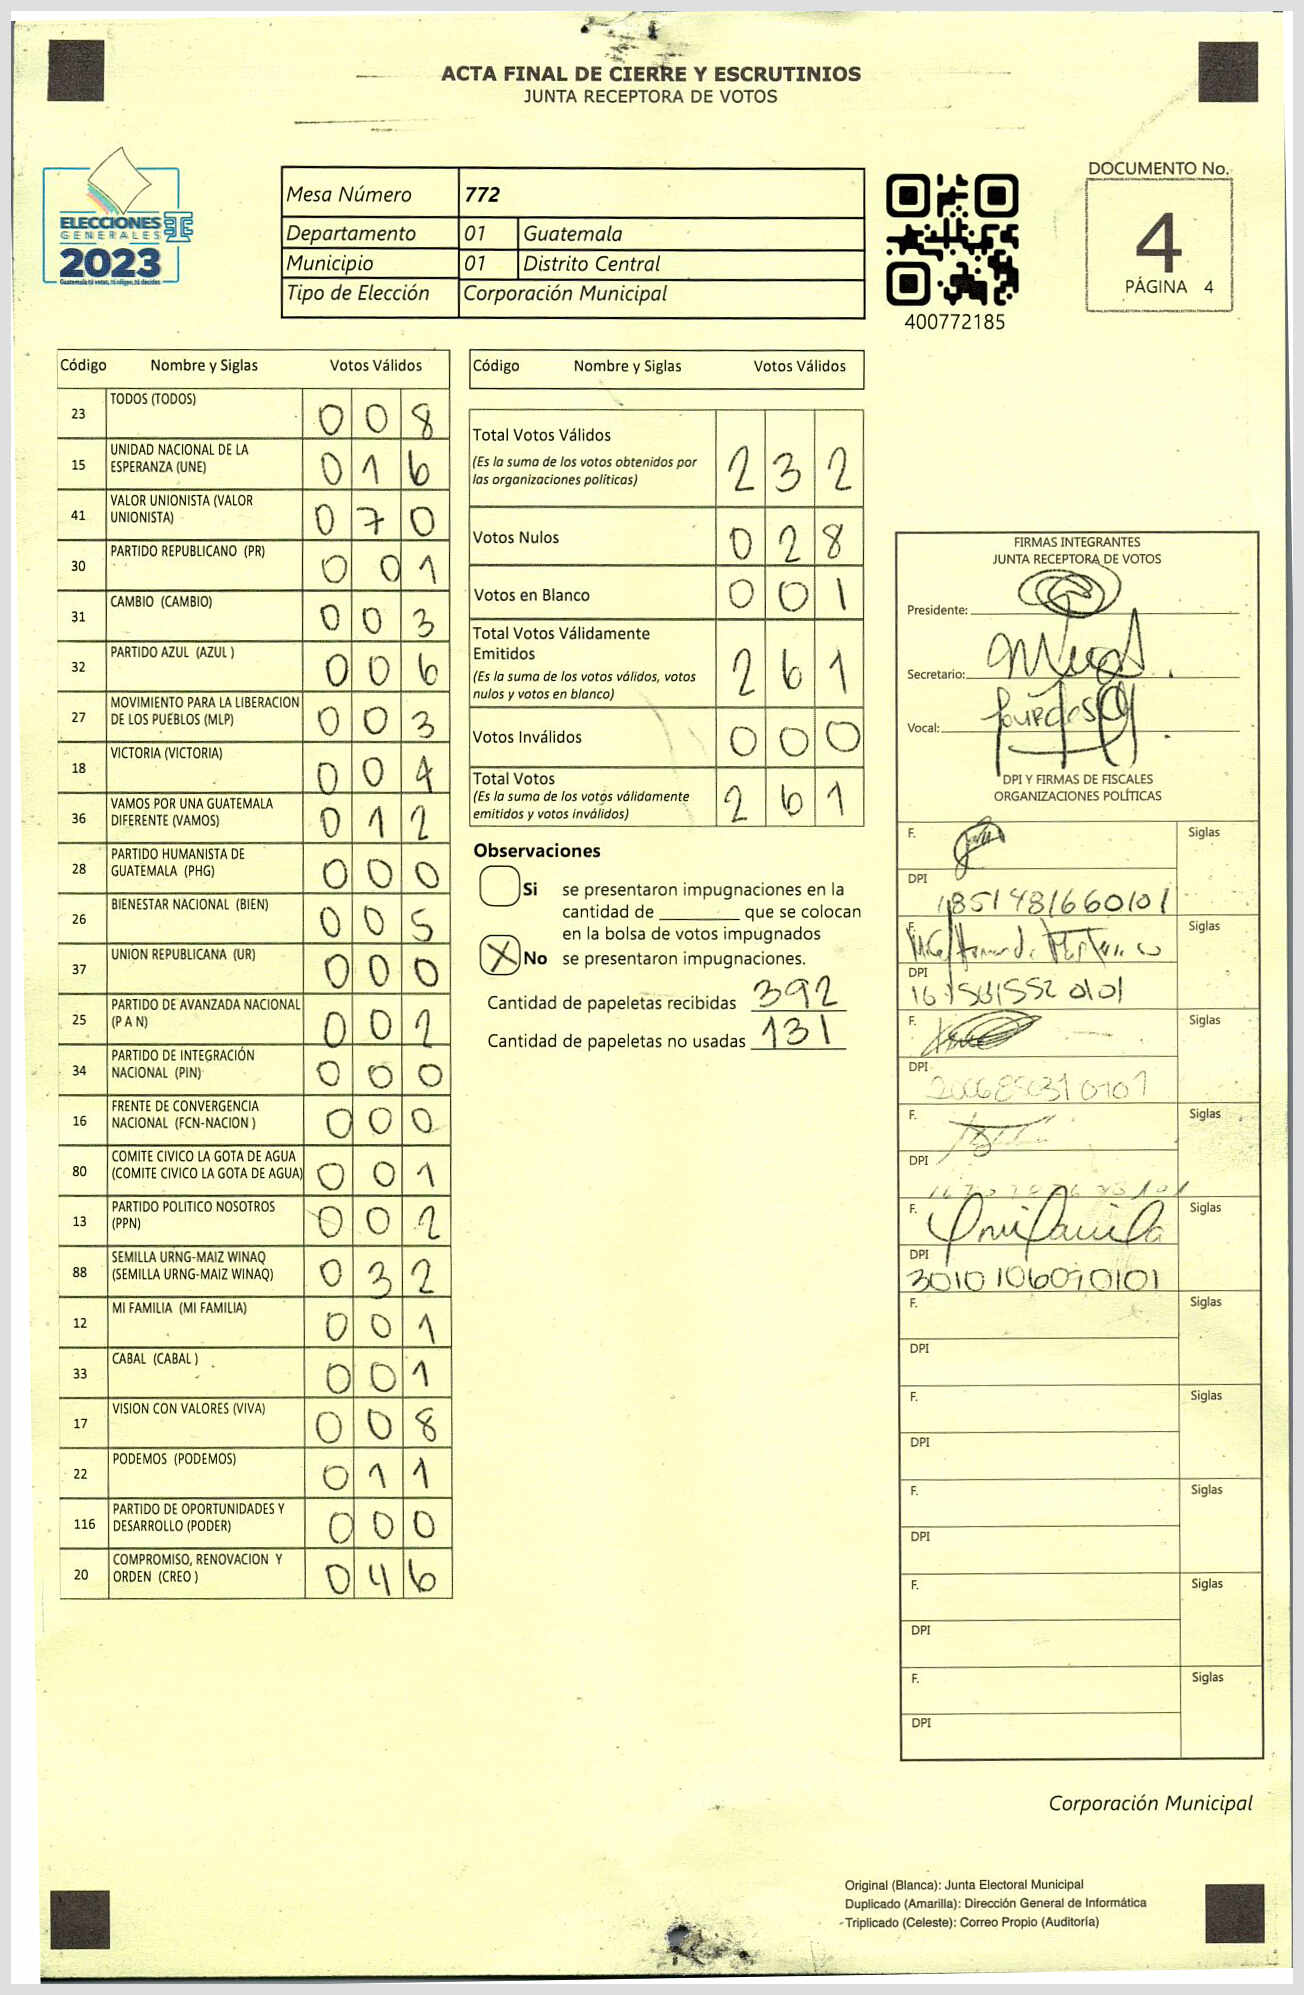 ACTA FINAL DE CIERRE Y ESCRUTINIOS
JUNTA RECEPTORA DE VOTOS
ELECCIONES
GENERALES
2023
Mesa Número 772
Departamento 01 Guatemala
Municipio 01 Distrito Central
Tipo de Elección Corporación Municipal
400772185
DOCUMENTO No.
4
PÁGINA 4
Código Nombre y Siglas Votos Válidos
23 TODOS (TODOS) 0 0 8
15 UNIDAD NACIONAL DE LA ESPERANZA (UNE) 0 1 6
41 VALOR UNIONISTA (VALOR UNIONISTA) 0 7 0
30 PARTIDO REPUBLICANO (PR) 0 0 1
31 CAMBIO (CAMBIO) 0 0 3
32 PARTIDO AZUL (AZUL ) 0 0 6
27 MOVIMIENTO PARA LA LIBERACION DE LOS PUEBLOS (MLP) 0 0 3
18 VICTORIA (VICTORIA) 0 0 4
36 VAMOS POR UNA GUATEMALA DIFERENTE (VAMOS) 0 1 2
28 PARTIDO HUMANISTA DE GUATEMALA (PHG) 0 0 0
26 BIENESTAR NACIONAL (BIEN) 0 0 5
37 UNION REPUBLICANA (UR) 0 0 0
25 PARTIDO DE AVANZADA NACIONAL (P A N) 0 0 2
34 PARTIDO DE INTEGRACIÓN NACIONAL (PIN) 0 0 0
16 FRENTE DE CONVERGENCIA NACIONAL (FCN-NACION ) 0 0 0
80 COMITE CIVICO LA GOTA DE AGUA (COMITE CIVICO LA GOTA DE AGUA) 0 0 1
13 PARTIDO POLITICO NOSOTROS (PPN) 0 0 2
88 SEMILLA URNG-MAIZ WINAQ (SEMILLA URNG-MAIZ WINAQ) 0 3 2
12 MI FAMILIA (MI FAMILIA) 0 0 1
33 CABAL (CABAL ) 0 0 1
17 VISION CON VALORES (VIVA) 0 0 8
22 PODEMOS (PODEMOS) 0 1 1
116 PARTIDO DE OPORTUNIDADES Y DESARROLLO (PODER) 0 0 0
20 COMPROMISO, RENOVACION Y ORDEN (CREO ) 0 4 6
Código Nombre y Siglas Votos Válidos
Total Votos Válidos 2 3 2
(Es la suma de los votos obtenidos por
las organizaciones políticas)
Votos Nulos 0 2 8
Votos en Blanco 0 0 1
Total Votos Válidamente
Emitidos 2 6 1
(Es la suma de los votos válidos, votos
nulos y votos en blanco)
Votos Inválidos 0 0 0
Total Votos 2 6 1
(Es la suma de los votos válidamente
emitidos y votos inválidos)
Observaciones
Si se presentaron impugnaciones en la
cantidad de ________ que se colocan
en la bolsa de votos impugnados
X No se presentaron impugnaciones.
Cantidad de papeletas recibidas 392
Cantidad de papeletas no usadas 131
FIRMAS INTEGRANTES
JUNTA RECEPTORA DE VOTOS
Presidente:
Secretario:
Vocal:
DPI Y FIRMAS DE FISCALES
ORGANIZACIONES POLÍTICAS
F. Siglas
DPI
1851481660101
F. Siglas
DPI
F. Siglas
DPI
F. Siglas
DPI
F. Siglas
DPI
3010106090101
F. Siglas
DPI
F. Siglas
DPI
F. Siglas
DPI
F. Siglas
DPI
F. Siglas
DPI
Corporación Municipal
Original (Blanca): Junta Electoral Municipal
Duplicado (Amarilla): Dirección General de Informática
Triplicado (Celeste): Correo Propio (Auditoría)